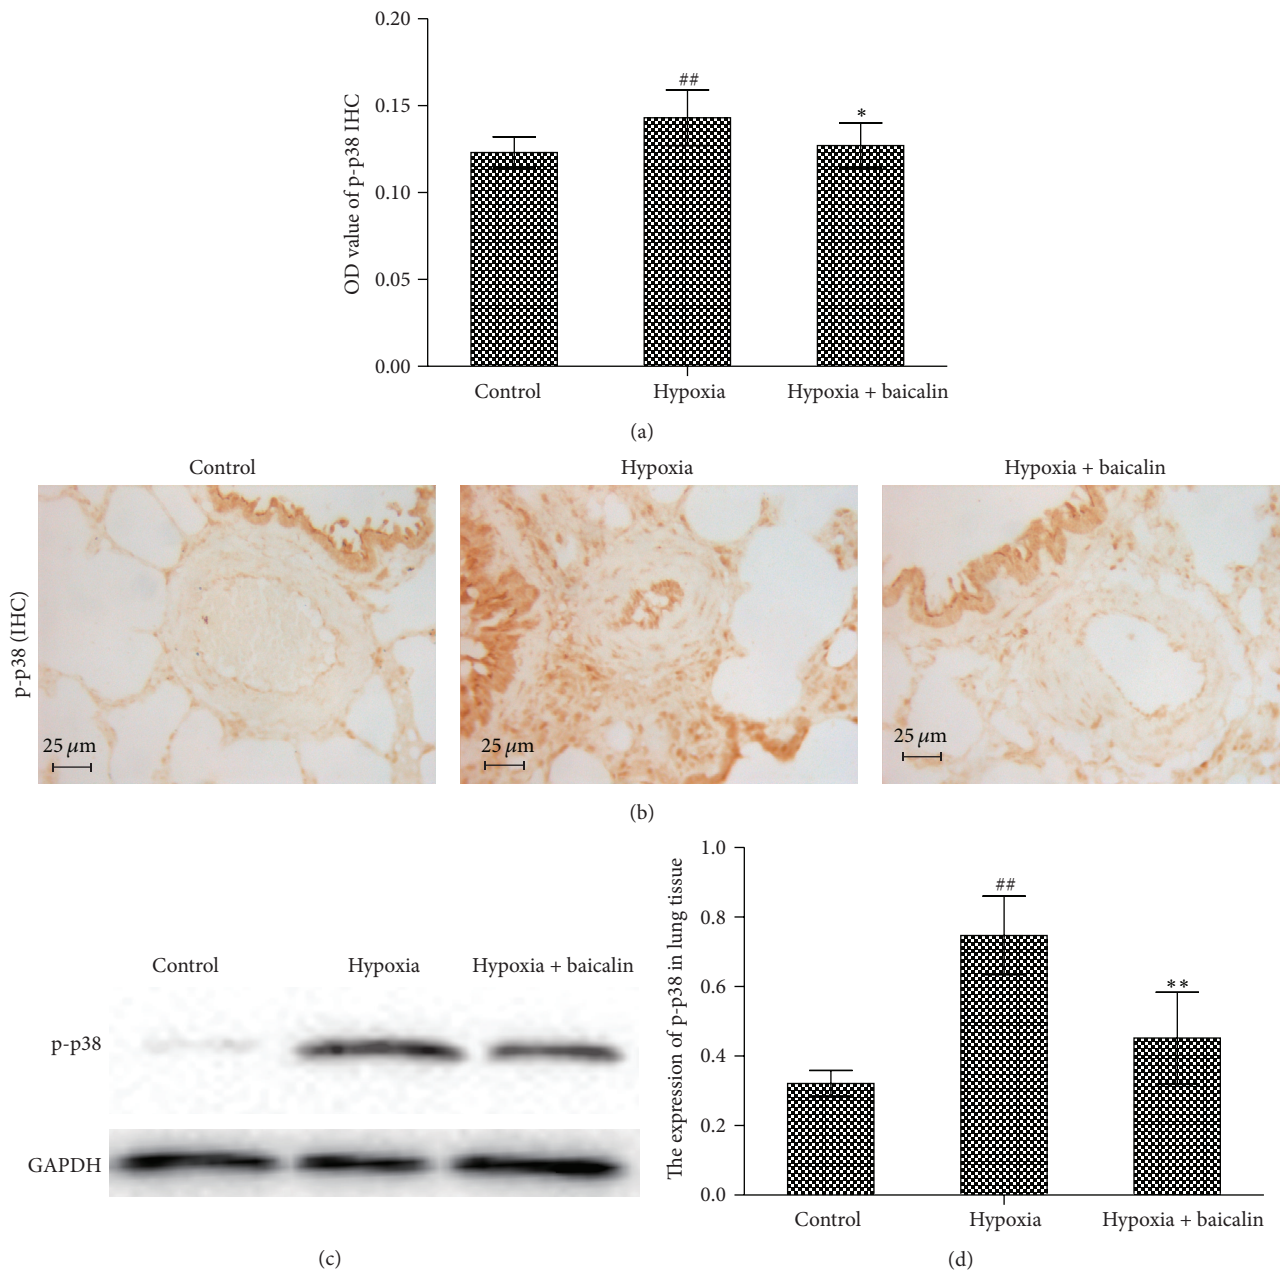 0.20
0.15
0.10
0.05
0.00
OD value of p-p38 IHC
##
*
Control Hypoxia Hypoxia + baicalin
(a)
Control Hypoxia Hypoxia + baicalin
p-p38 (IHC)
25 μm 25 μm 25 μm
(b)
Control Hypoxia Hypoxia + baicalin
p-p38
GAPDH
(c)
1.0
0.8
0.6
0.4
0.2
0.0
The expression of p-p38 in lung tissue
##
**
Control Hypoxia Hypoxia + baicalin
(d)